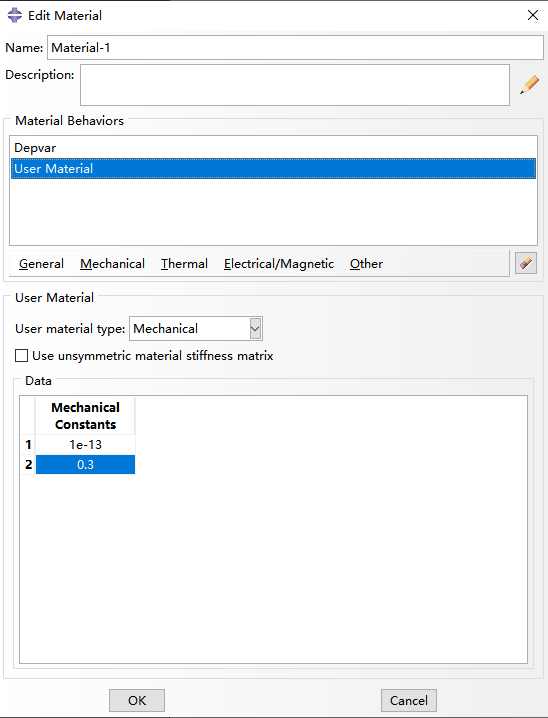 Edit Material
Name: Material-1
Description:
Material Behaviors
Depvar
User Material
General Mechanical Thermal Electrical/Magnetic Other
User Material
User material type: Mechanical
Use unsymmetric material stiffness matrix
Data
Mechanical
Constants
1 1e-13
2 0.3
OK Cancel